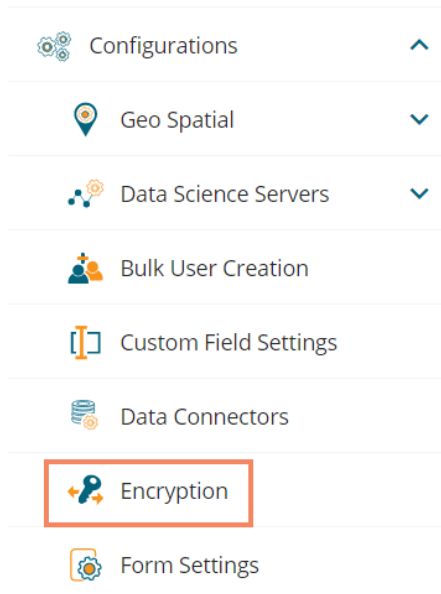 Configurations
Geo Spatial
Data Science Servers
Bulk User Creation
Custom Field Settings
Data Connectors
Encryption
Form Settings